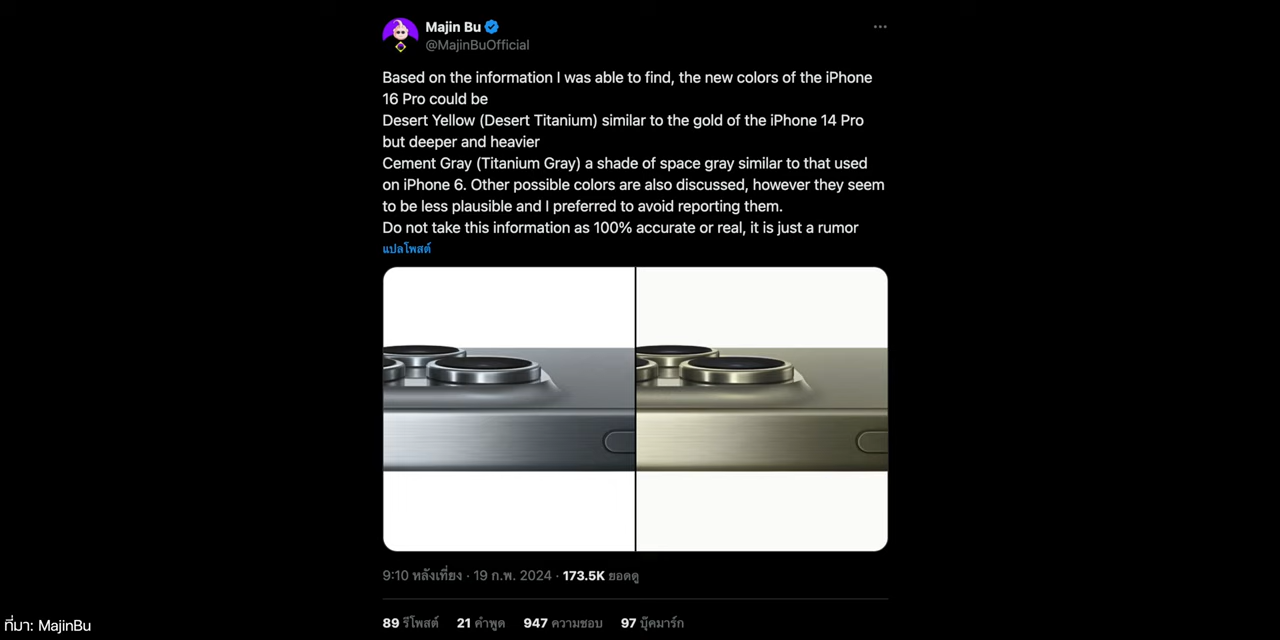 Majin Bu
@MajinBuOfficial
Based on the information I was able to find, the new colors of the iPhone
16 Pro could be
Desert Yellow (Desert Titanium) similar to the gold of the iPhone 14 Pro
but deeper and heavier
Cement Gray (Titanium Gray) a shade of space gray similar to that used
on iPhone 6. Other possible colors are also discussed, however they seem
to be less plausible and I preferred to avoid reporting them.
Do not take this information as 100% accurate or real, it is just a rumor
แปลโพสต์
9:10 หลังเที่ยง · 19 ก.พ. 2024 · 173.5K ยอดดู
89 รีโพสต์ 21 คำพูด 947 ความชอบ 97 บุ๊คมาร์ก
ที่มา: MajinBu